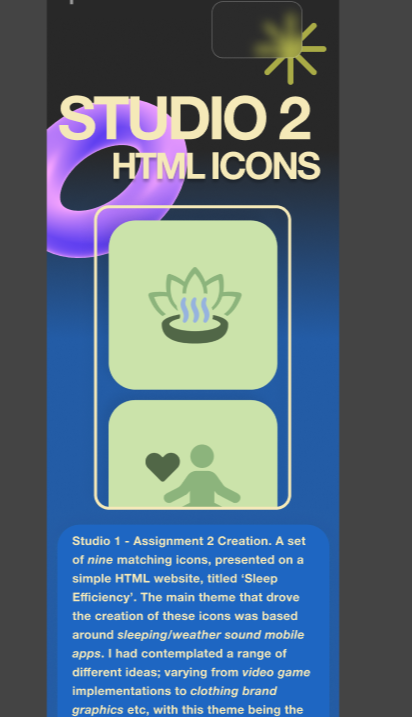 STUDIO 2
HTML ICONS
Studio 1 - Assignment 2 Creation. A set
of nine matching icons, presented on a
simple HTML website, titled ‘Sleep
Efficiency’. The main theme that drove
the creation of these icons was based
around sleeping/weather sound mobile
apps. I had contemplated a range of
different ideas; varying from video game
implementations to clothing brand
graphics etc, with this theme being the